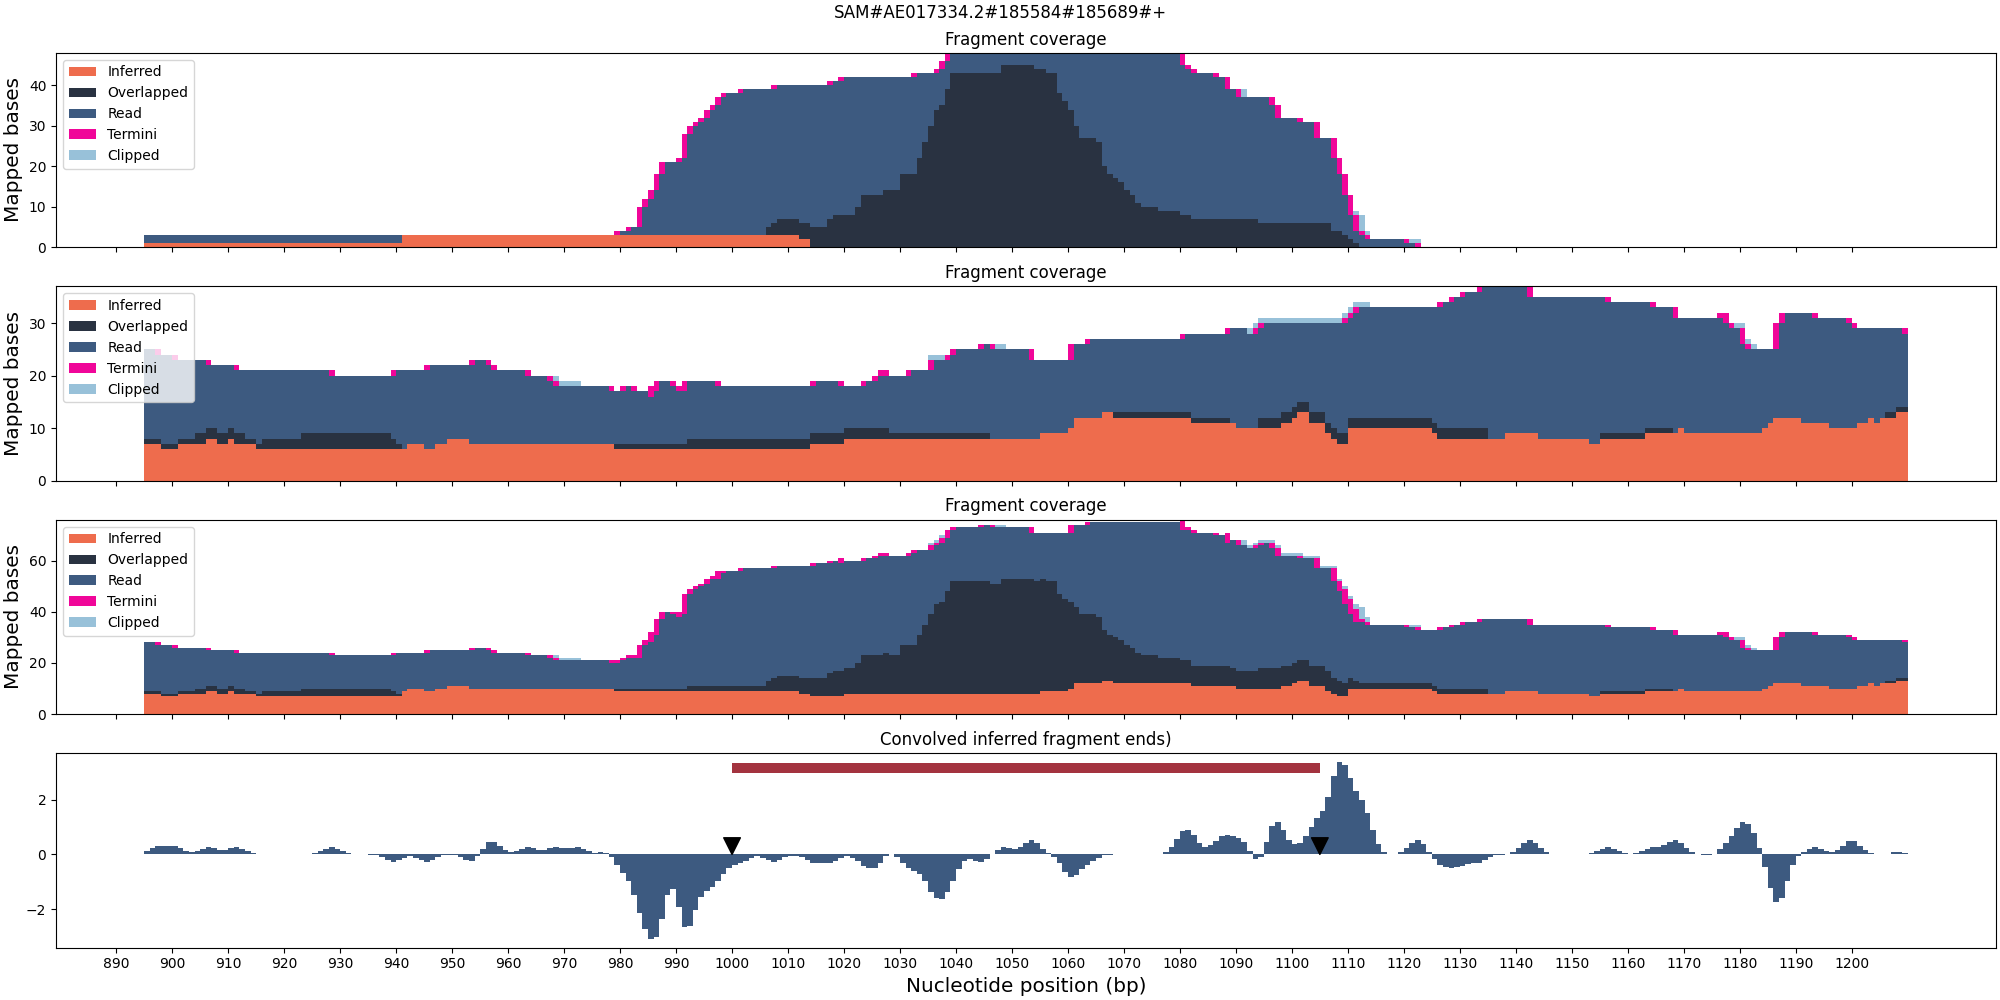 SAM#AE017334.2#185584#185689#+
Fragment coverage
Mapped bases
40
30
20
10
0
Inferred
Overlapped
Read
Termini
Clipped
Fragment coverage
Mapped bases
30
20
10
0
Inferred
Overlapped
Read
Termini
Clipped
Fragment coverage
Mapped bases
60
40
20
0
Inferred
Overlapped
Read
Termini
Clipped
Convolved inferred fragment ends)
2
0
−2
890 900 910 920 930 940 950 960 970 980 990 1000 1010 1020 1030 1040 1050 1060 1070 1080 1090 1100 1110 1120 1130 1140 1150 1160 1170 1180 1190 1200
Nucleotide position (bp)